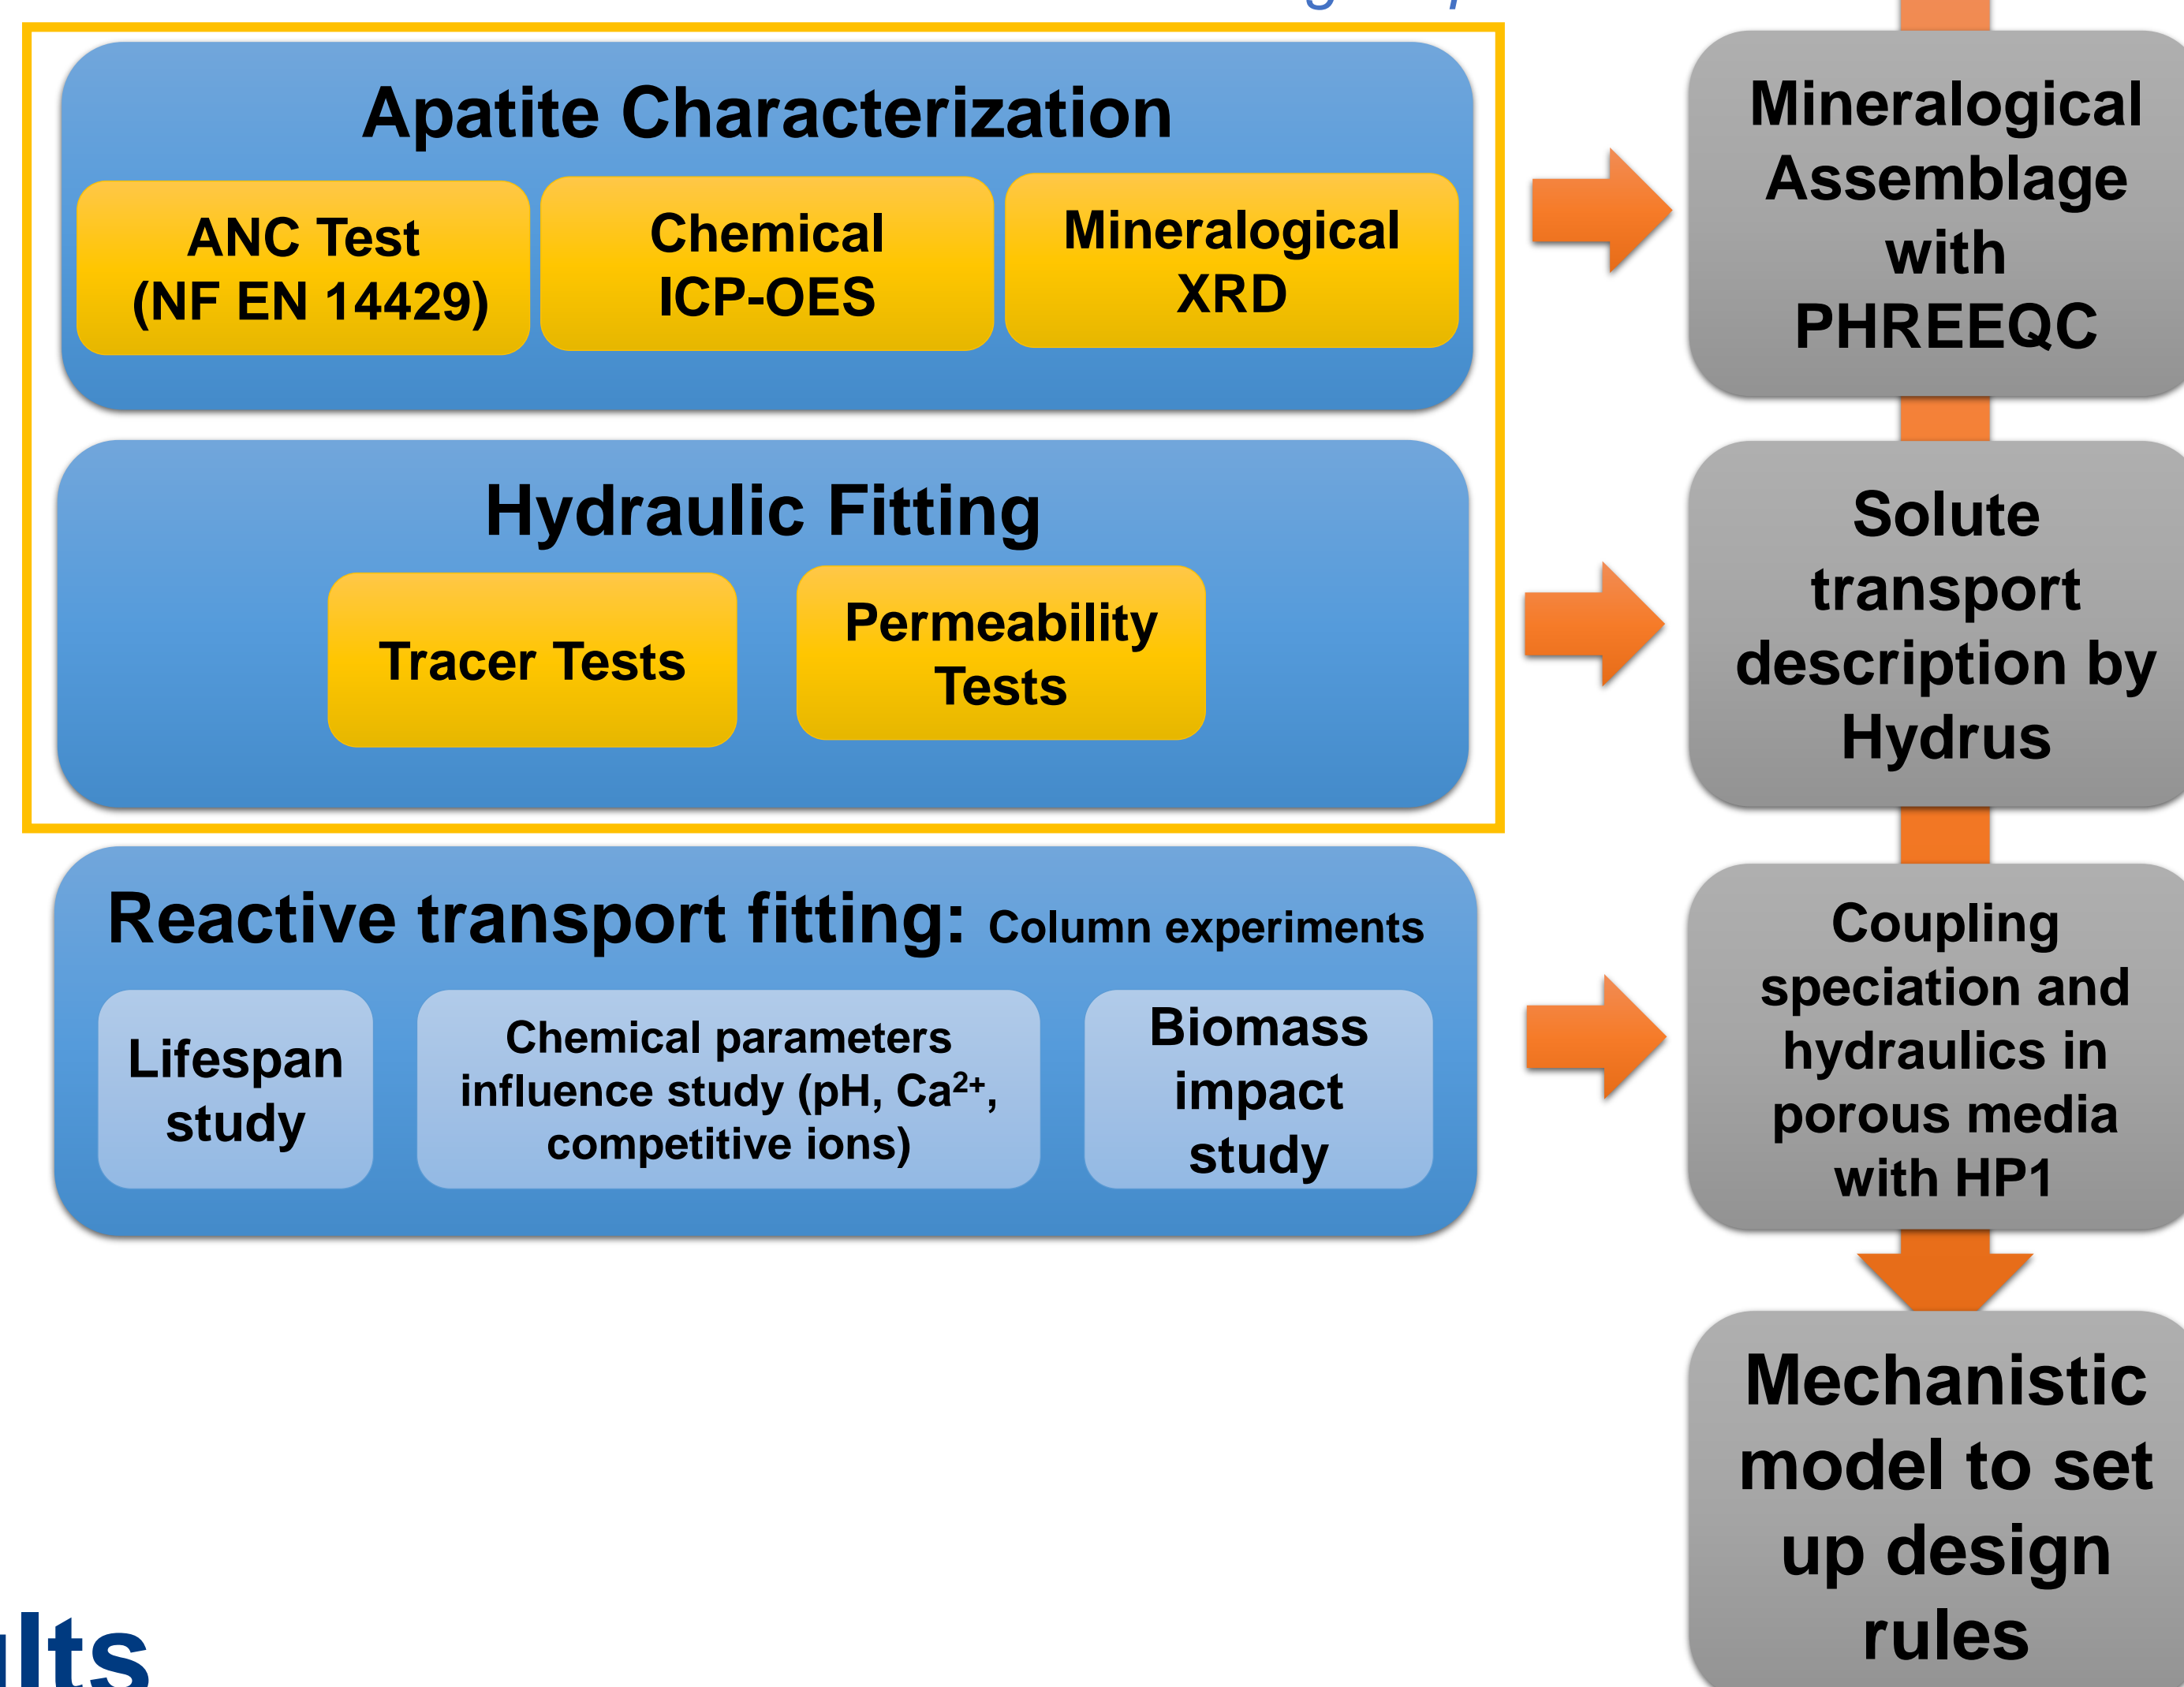 Apatite Characterization
ANC Test
(NF EN 14429)
Chemical
ICP-OES
Mineralogical
XRD
Mineralogical
Assemblage
with
PHREEQC
Hydraulic Fitting
Tracer Tests
Permeability
Tests
Solute
transport
description by
Hydrus
Reactive transport fitting: Column experiments
Lifespan
study
Chemical parameters
influence study (pH, Ca²⁺,
competitive ions)
Biomass
impact
study
Coupling
speciation and
hydraulics in
porous media
with HP1
Mechanistic
model to set
up design
rules